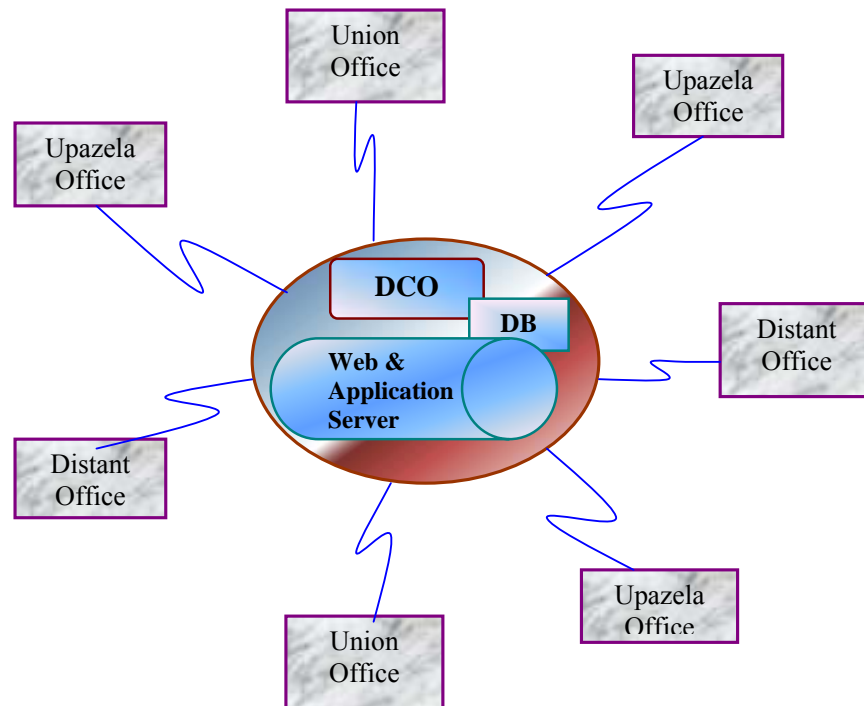 Union
Office
Upazela
Office
Upazela
Office
DCO
DB
Web &
Application
Server
Distant
Office
Distant
Office
Upazela
Office
Union
Office